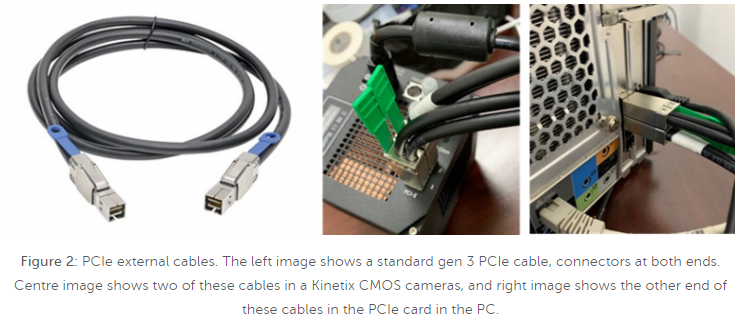 Figure 2: PCIe external cables. The left image shows a standard gen 3 PCIe cable, connectors at both ends.
Centre image shows two of these cables in a Kinetix CMOS cameras, and right image shows the other end of
these cables in the PCIe card in the PC.